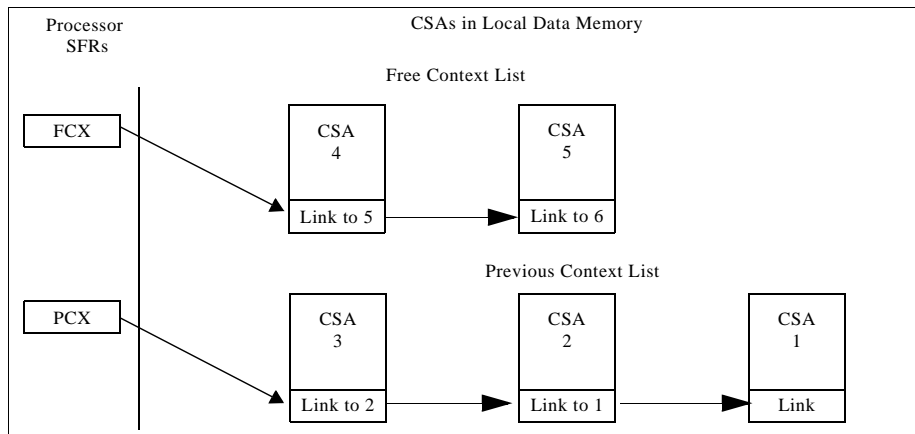 Processor
SFRs
CSAs in Local Data Memory
Free Context List
FCX
CSA
4
CSA
5
Link to 5
Link to 6
Previous Context List
PCX
CSA
3
CSA
2
CSA
1
Link to 2
Link to 1
Link